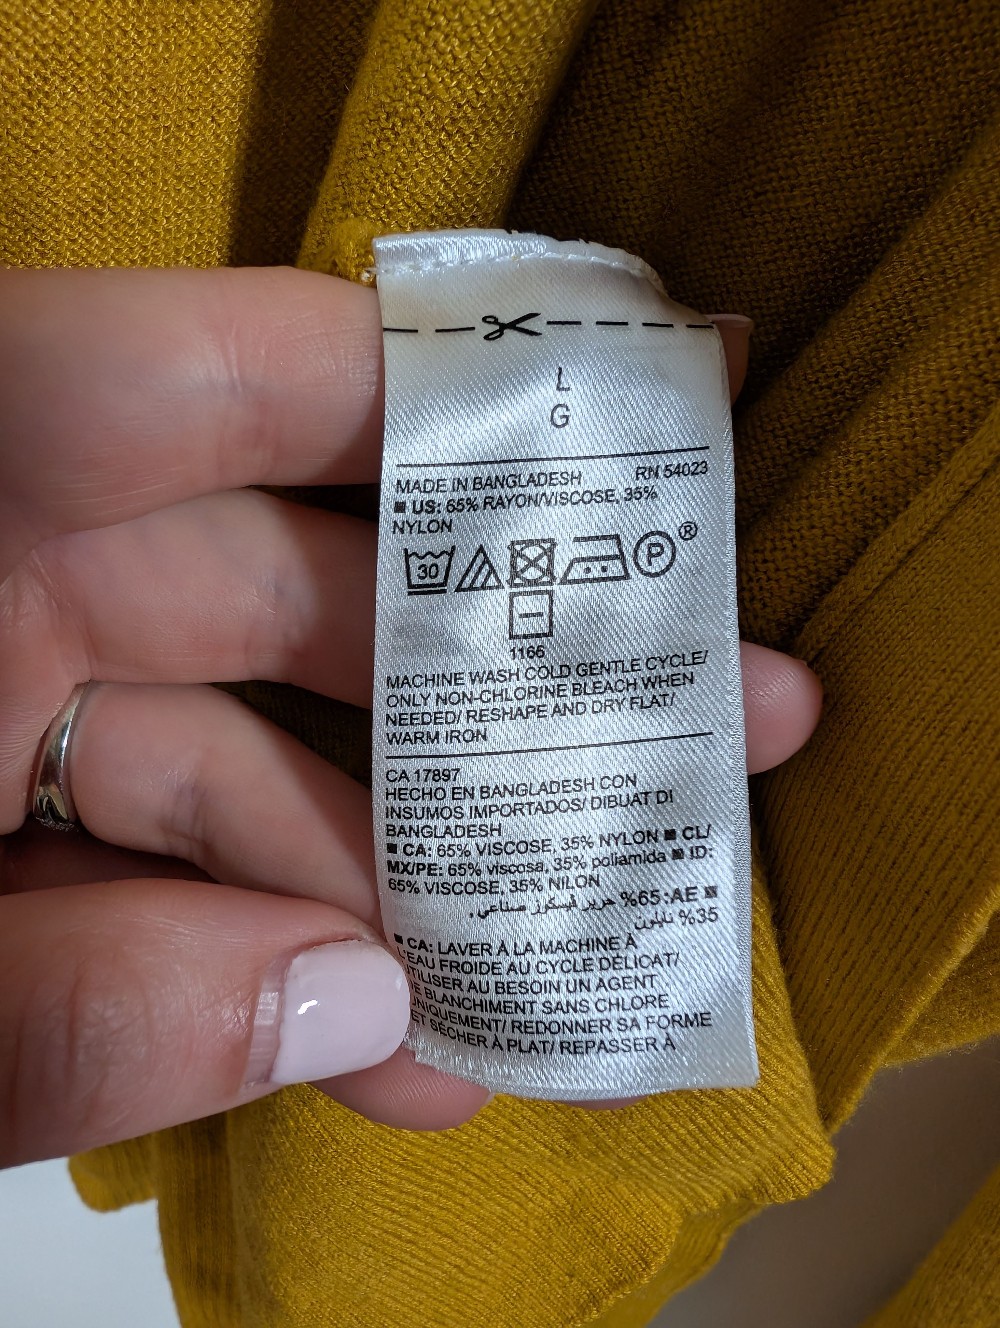 L
G
MADE IN BANGLADESH RN 54023
■ US: 65% RAYON/VISCOSE, 35%
NYLON
30 P ®
1166
MACHINE WASH COLD GENTLE CYCLE/
ONLY NON-CHLORINE BLEACH WHEN
NEEDED/ RESHAPE AND DRY FLAT/
WARM IRON
CA 17897
HECHO EN BANGLADESH CON
INSUMOS IMPORTADOS/ DIBUAT DI
BANGLADESH
■ CA: 65% VISCOSE, 35% NYLON ■ CL/
MX/PE: 65% viscosa, 35% poliamida ■ ID:
65% VISCOSE, 35% NILON
■ AE: 65% حرير فيسكوز صناعي,
35% نايلون
■ CA: LAVER À LA MACHINE À
L'EAU FROIDE AU CYCLE DÉLICAT/
UTILISER AU BESOIN UN AGENT
BLANCHIMENT SANS CHLORE
UNIQUEMENT/ REDONNER SA FORME
ET SÉCHER À PLAT/ REPASSER À